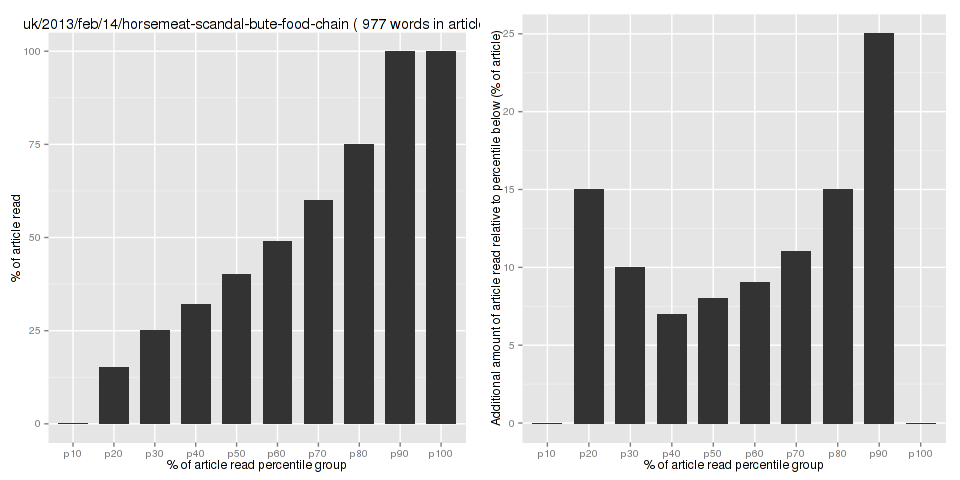 uk/2013/feb/14/horsemeat-scandal-bute-food-chain ( 977 words in article
% of article read
100
75
50
25
0
p10 p20 p30 p40 p50 p60 p70 p80 p90 p100
% of article read percentile group
Additional amount of article read relative to percentile below (% of article)
25
20
15
10
5
0
p10 p20 p30 p40 p50 p60 p70 p80 p90 p100
% of article read percentile group